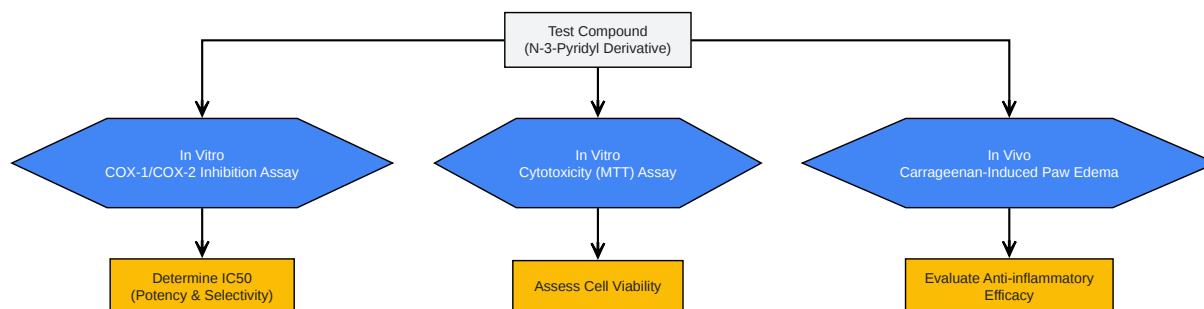 Test Compound
(N-3-Pyridyl Derivative)
In Vitro
COX-1/COX-2 Inhibition Assay
In Vitro
Cytotoxicity (MTT) Assay
In Vivo
Carrageenan-Induced Paw Edema
Determine IC50
(Potency & Selectivity)
Assess Cell Viability
Evaluate Anti-inflammatory
Efficacy